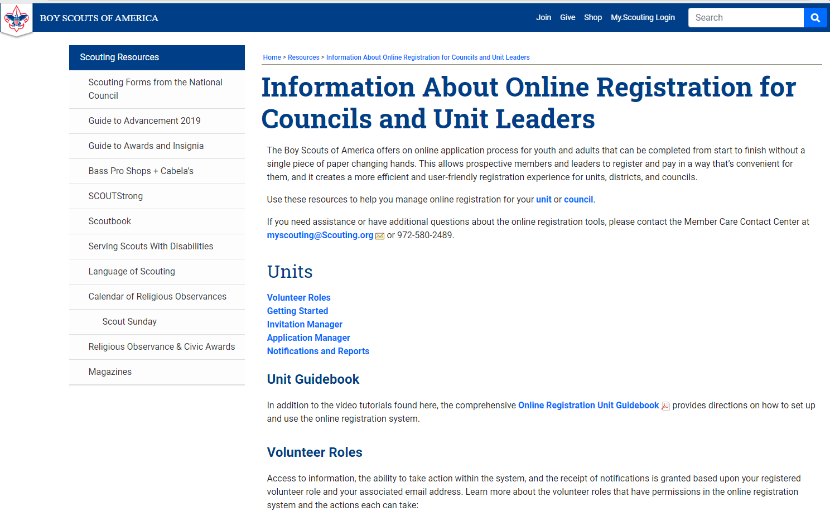 BOY SCOUTS OF AMERICA
Join Give Shop My.Scouting Login Search
Scouting Resources
Scouting Forms from the National
Council
Guide to Advancement 2019
Guide to Awards and Insignia
Bass Pro Shops + Cabela's
SCOUTStrong
Scoutbook
Serving Scouts With Disabilities
Language of Scouting
Calendar of Religious Observances
Scout Sunday
Religious Observance & Civic Awards
Magazines
Home > Resources > Information About Online Registration for Councils and Unit Leaders
Information About Online Registration for
Councils and Unit Leaders
The Boy Scouts of America offers on online application process for youth and adults that can be completed from start to finish without a
single piece of paper changing hands. This allows prospective members and leaders to register and pay in a way that's convenient for
them, and it creates a more efficient and user-friendly registration experience for units, districts, and councils.
Use these resources to help you manage online registration for your unit or council.
If you need assistance or have additional questions about the online registration tools, please contact the Member Care Contact Center at
myscouting@Scouting.org or 972-580-2489.
Units
Volunteer Roles
Getting Started
Invitation Manager
Application Manager
Notifications and Reports
Unit Guidebook
In addition to the video tutorials found here, the comprehensive Online Registration Unit Guidebook provides directions on how to set up
and use the online registration system.
Volunteer Roles
Access to information, the ability to take action within the system, and the receipt of notifications is granted based upon your registered
volunteer role and your associated email address. Learn more about the volunteer roles that have permissions in the online registration
system and the actions each can take: